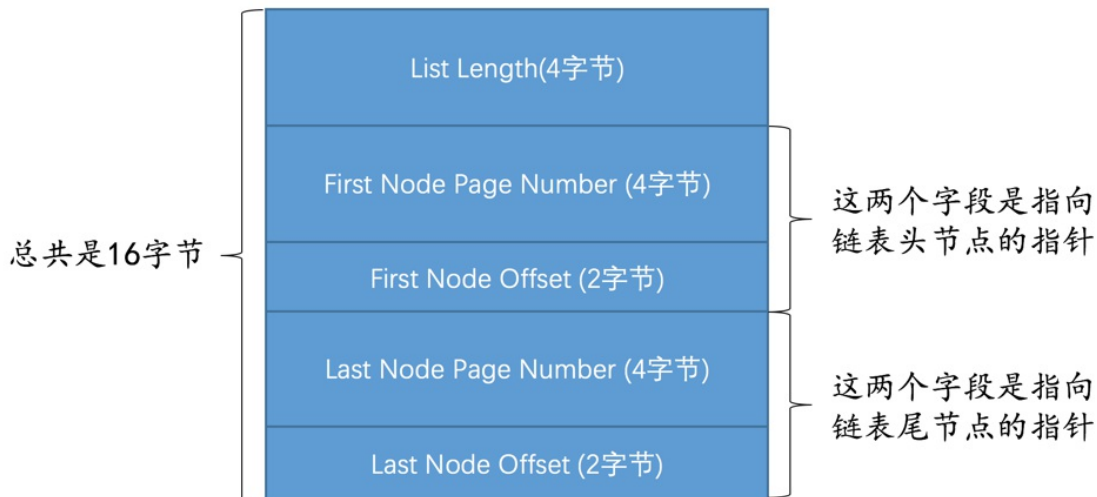 List Length(4字节)
First Node Page Number (4字节)
First Node Offset (2字节)
Last Node Page Number (4字节)
Last Node Offset (2字节)
总共是16字节
这两个字段是指向
链表头节点的指针
这两个字段是指向
链表尾节点的指针